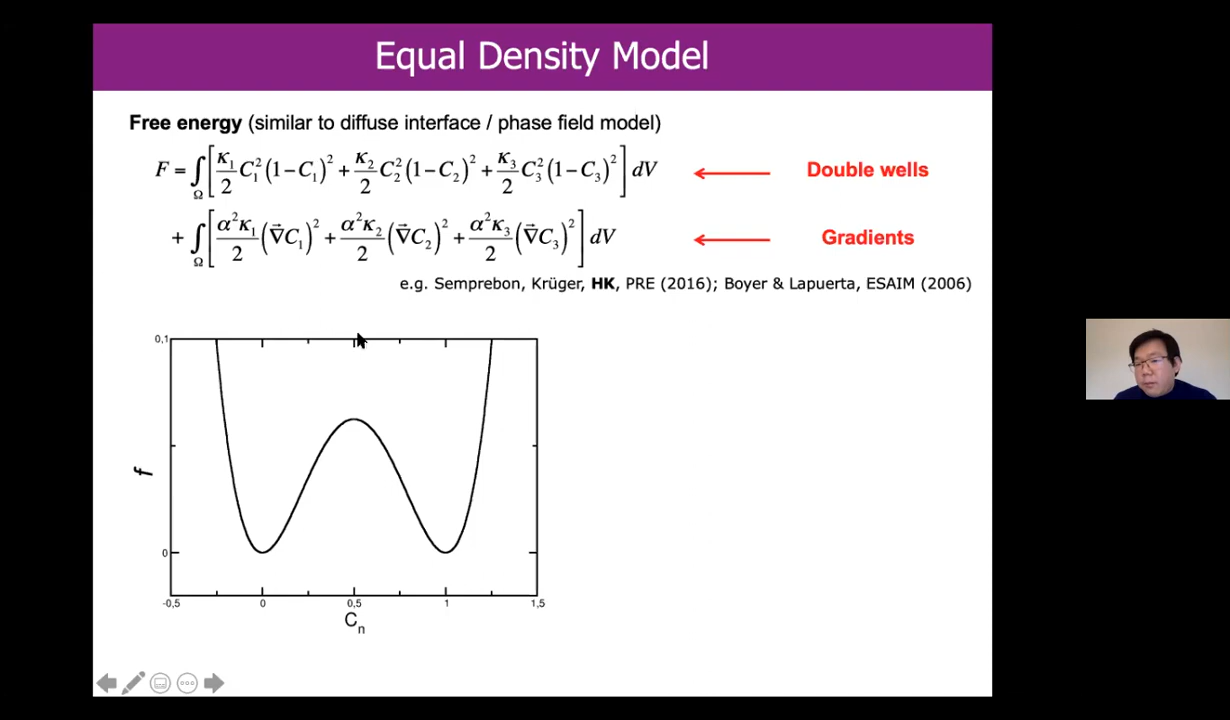 Equal Density Model
Free energy (similar to diffuse interface / phase field model)
F = ∫_Ω [ κ₁/2 C₁² (1−C₁)² + κ₂/2 C₂² (1−C₂)² + κ₃/2 C₃² (1−C₃)² ] dV
Double wells
+ ∫_Ω [ α²κ₁/2 (∇⃗C₁)² + α²κ₂/2 (∇⃗C₂)² + α²κ₃/2 (∇⃗C₃)² ] dV
Gradients
e.g. Semprebon, Krüger, HK, PRE (2016); Boyer & Lapuerta, ESAIM (2006)
0,1
f
0
-0,5 0 0,5 1 1,5
Cₙ